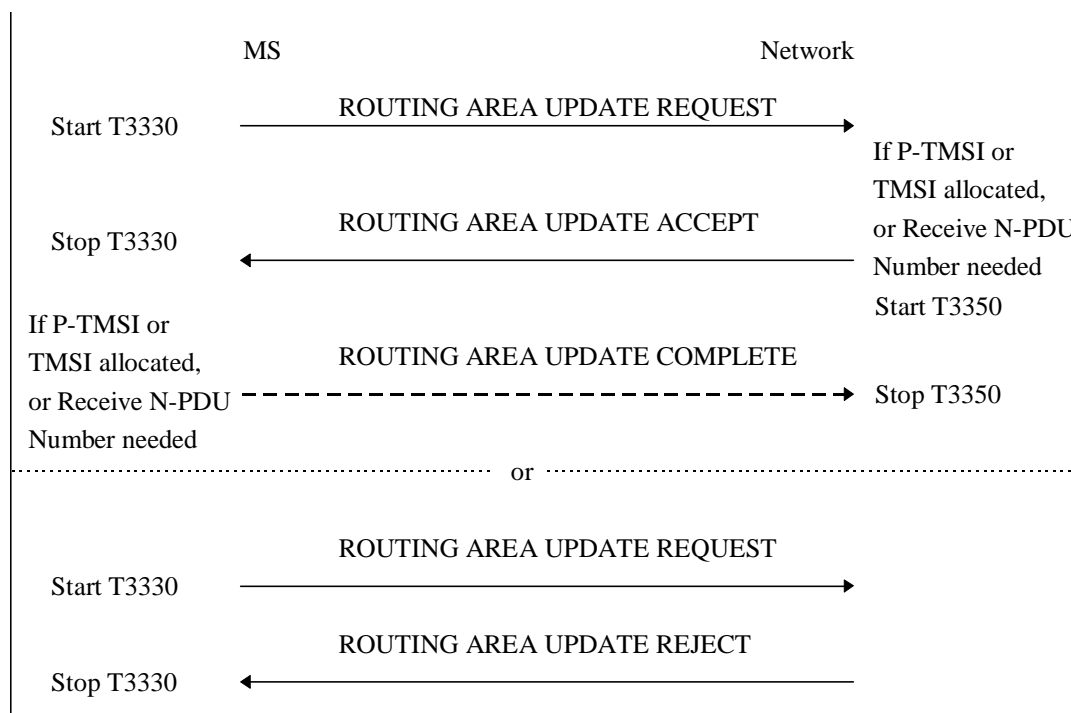 MS
Network
Start T3330
ROUTING AREA UPDATE REQUEST
If P-TMSI or
TMSI allocated,
or Receive N-PDU
Number needed
Start T3350
Stop T3330
ROUTING AREA UPDATE ACCEPT
If P-TMSI or
TMSI allocated,
or Receive N-PDU
Number needed
ROUTING AREA UPDATE COMPLETE
Stop T3350
or
Start T3330
ROUTING AREA UPDATE REQUEST
Stop T3330
ROUTING AREA UPDATE REJECT